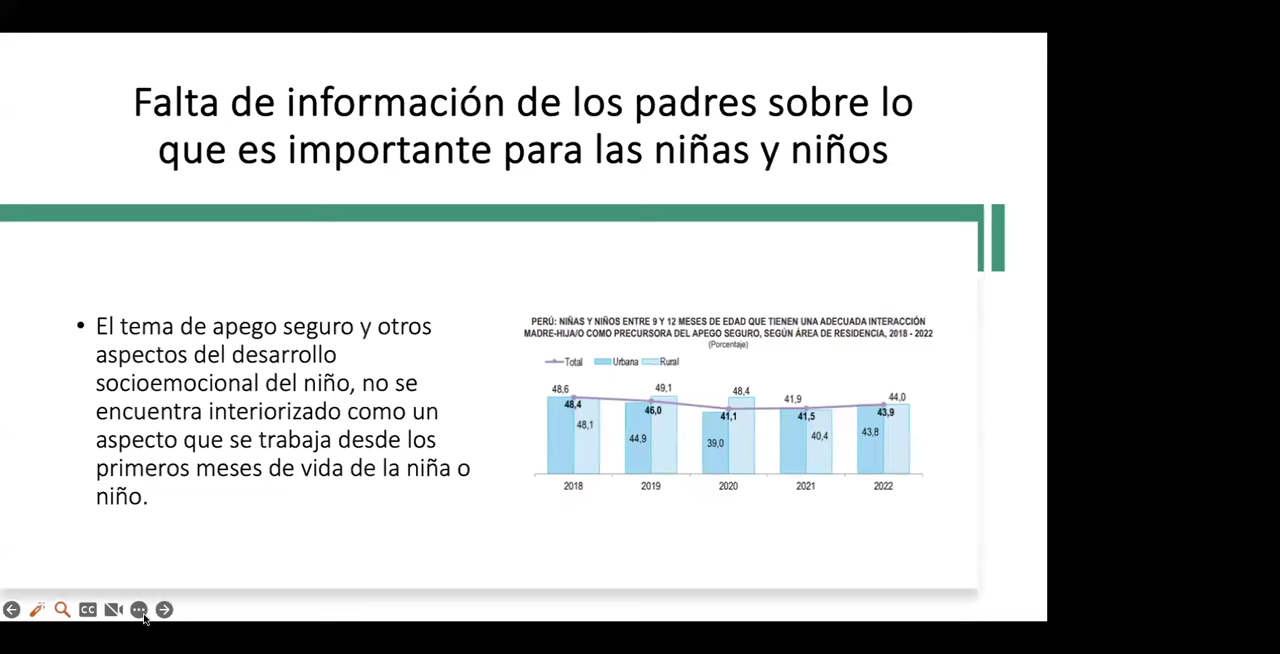 Falta de información de los padres sobre lo
que es importante para las niñas y niños
• El tema de apego seguro y otros
aspectos del desarrollo
socioemocional del niño, no se
encuentra interiorizado como un
aspecto que se trabaja desde los
primeros meses de vida de la niña o
niño.
PERÚ: NIÑAS Y NIÑOS ENTRE 9 Y 12 MESES DE EDAD QUE TIENEN UNA ADECUADA INTERACCIÓN
MADRE-HIJA/O COMO PRECURSORA DEL APEGO SEGURO, SEGÚN ÁREA DE RESIDENCIA, 2018 - 2022
(Porcentaje)
Total Urbana Rural
48,6 48,4 48,1
49,1 46,0 44,9
48,4 41,1 39,0
41,9 41,5 40,4
44,0 43,9 43,8
2018 2019 2020 2021 2022
CC